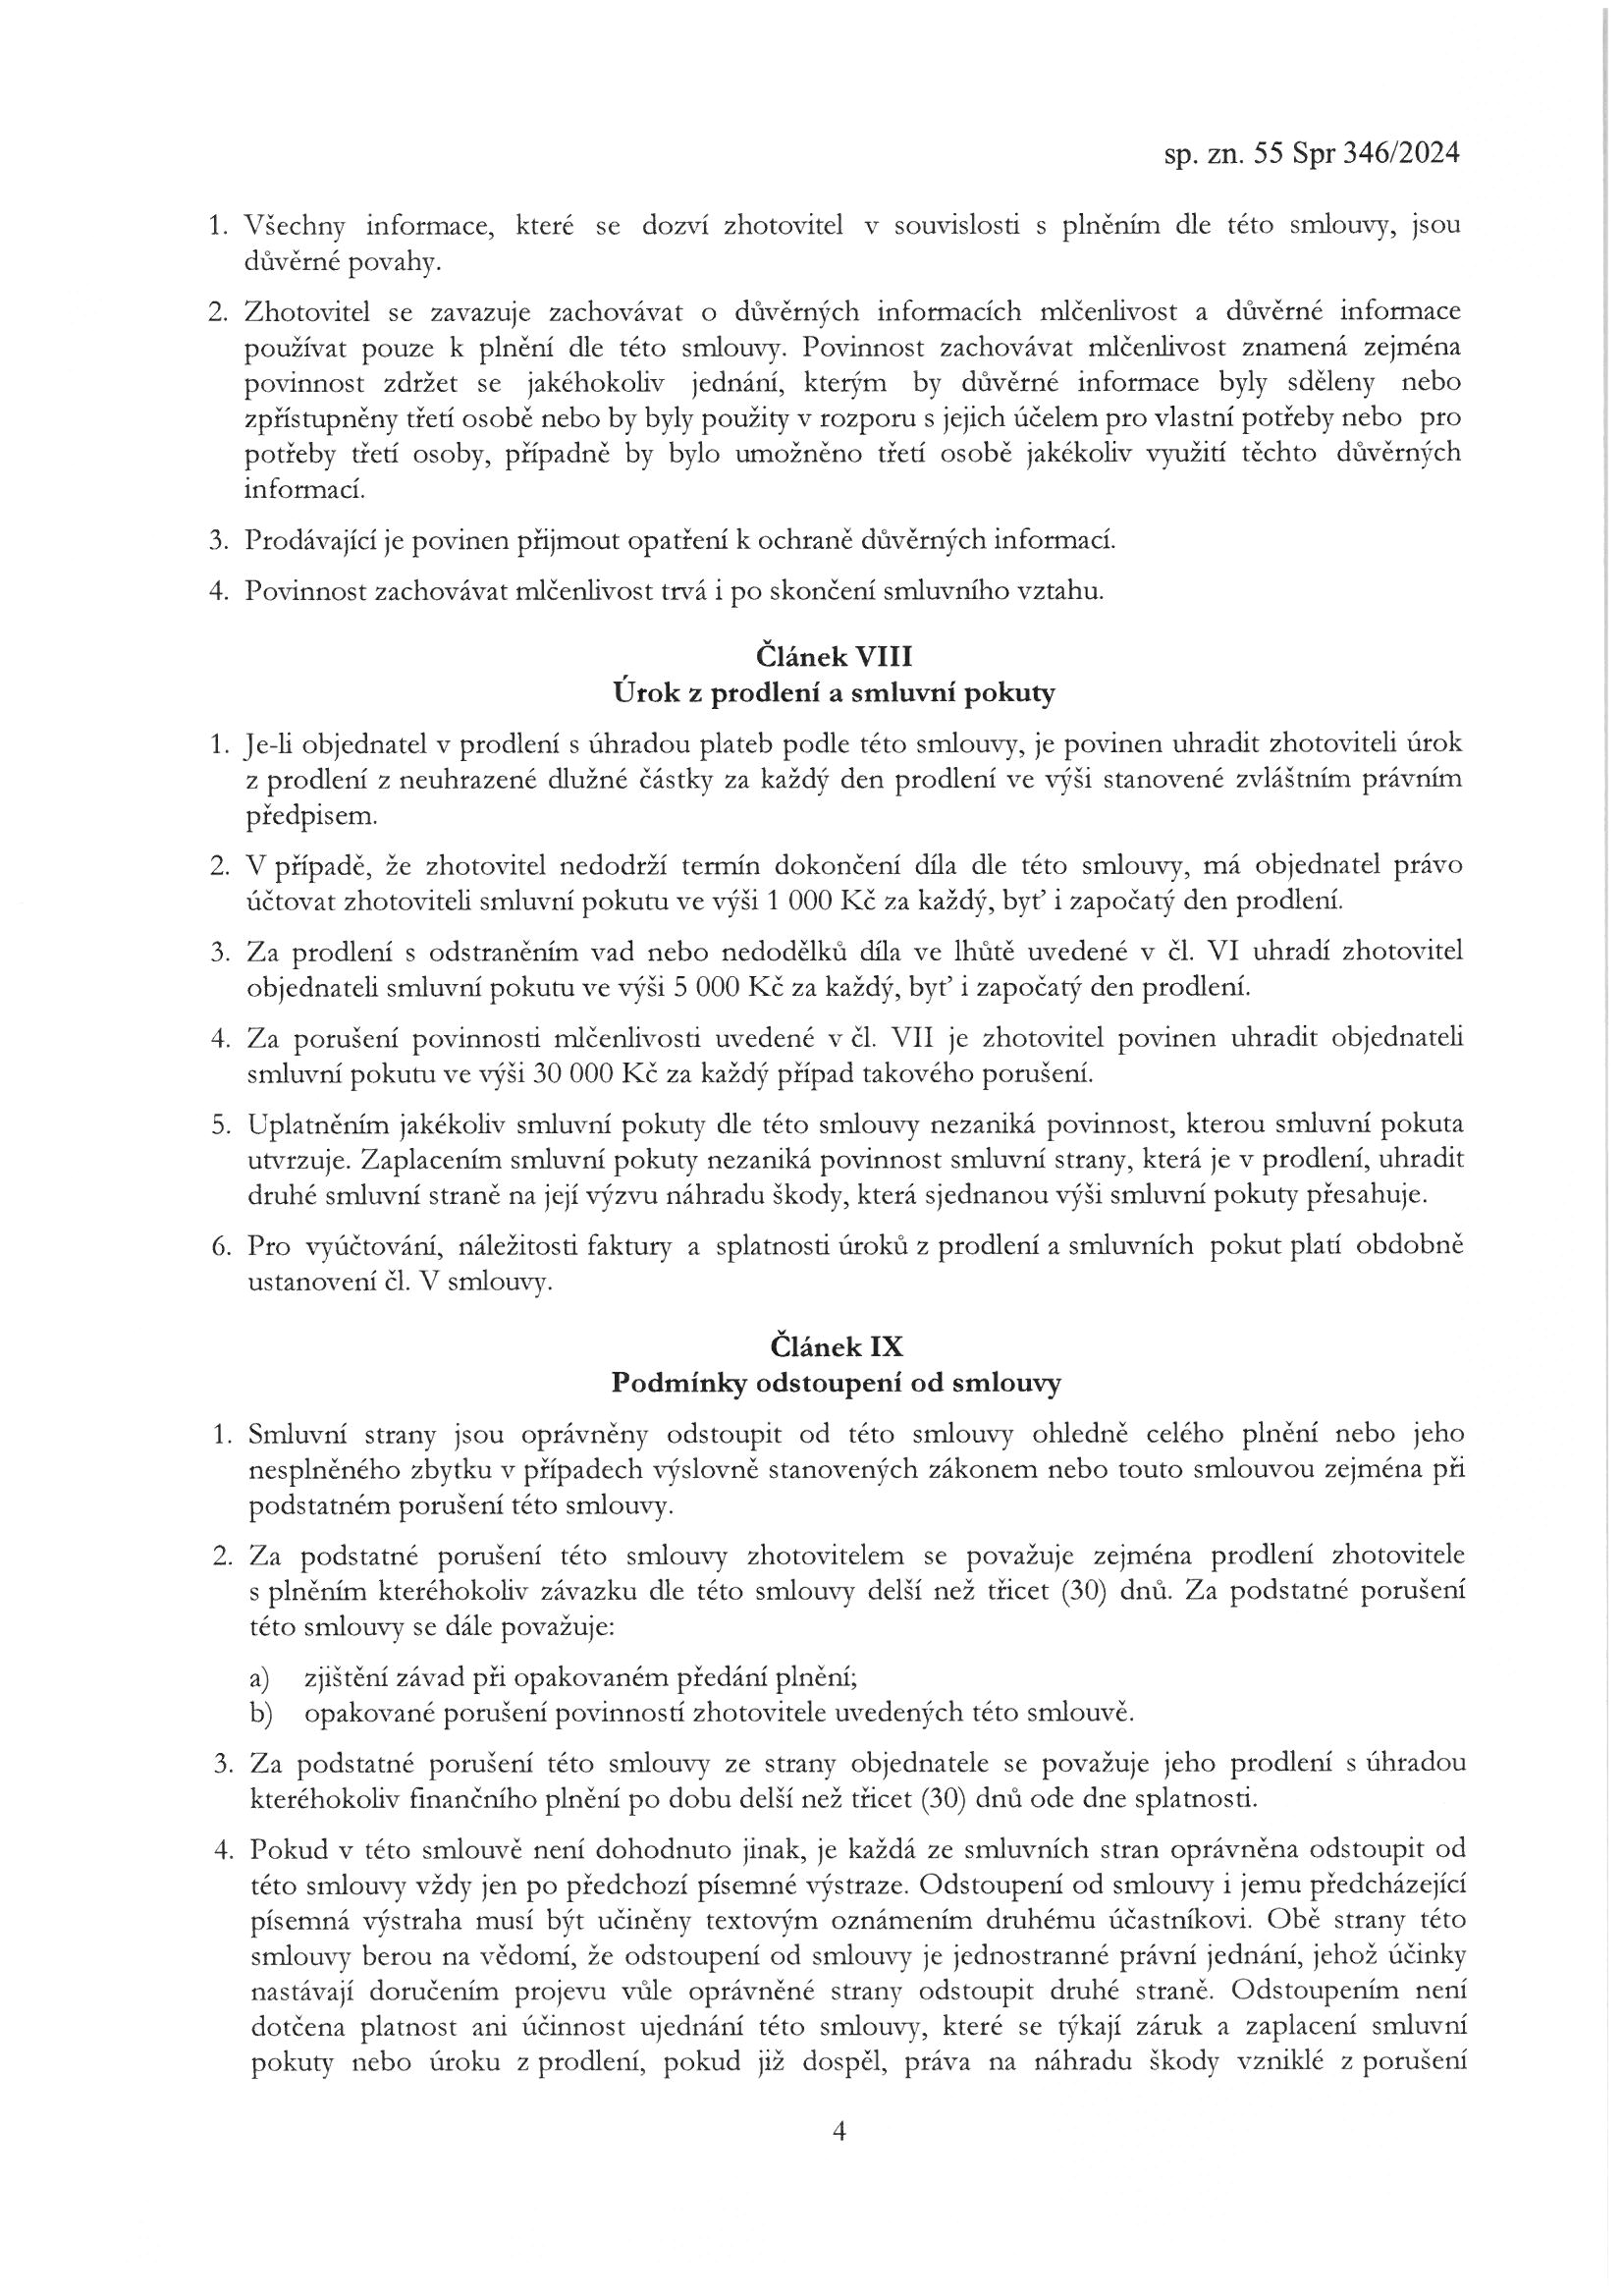 sp. zn. 55 Spr 346/2024
1. Všechny informace, které se dozví zhotovitel v souvislosti s plněním dle této smlouvy, jsou
důvěrné povahy.
2. Zhotovitel se zavazuje zachovávat o důvěrných informacích mlčenlivost a důvěrné informace
používat pouze k plnění dle této smlouvy. Povinnost zachovávat mlčenlivost znamená zejména
povinnost zdržet se jakéhokoliv jednání, kterým by důvěrné informace byly sděleny nebo
zpřístupněny třetí osobě nebo by byly použity v rozporu s jejich účelem pro vlastní potřeby nebo pro
potřeby třetí osoby, případně by bylo umožněno třetí osobě jakékoliv využití těchto důvěrných
informací.
3. Prodávající je povinen přijmout opatření k ochraně důvěrných informací.
4. Povinnost zachovávat mlčenlivost trvá i po skončení smluvního vztahu.
Článek VIII
Úrok z prodlení a smluvní pokuty
1. Je-li objednatel v prodlení s úhradou plateb podle této smlouvy, je povinen uhradit zhotoviteli úrok
z prodlení z neuhrazené dlužné částky za každý den prodlení ve výši stanovené zvláštním právním
předpisem.
2. V případě, že zhotovitel nedodrží termín dokončení díla dle této smlouvy, má objednatel právo
účtovat zhotoviteli smluvní pokutu ve výši 1 000 Kč za každý, byť i započatý den prodlení.
3. Za prodlení s odstraněním vad nebo nedodělků díla ve lhůtě uvedené v čl. VI uhradí zhotovitel
objednateli smluvní pokutu ve výši 5 000 Kč za každý, byť i započatý den prodlení.
4. Za porušení povinnosti mlčenlivosti uvedené v čl. VII je zhotovitel povinen uhradit objednateli
smluvní pokutu ve výši 30 000 Kč za každý případ takového porušení.
5. Uplatněním jakékoliv smluvní pokuty dle této smlouvy nezaniká povinnost, kterou smluvní pokuta
utvrzuje. Zaplacením smluvní pokuty nezaniká povinnost smluvní strany, která je v prodlení, uhradit
druhé smluvní straně na její výzvu náhradu škody, která sjednanou výši smluvní pokuty přesahuje.
6. Pro vyúčtování, náležitosti faktury a splatnosti úroků z prodlení a smluvních pokut platí obdobně
ustanovení čl. V smlouvy.
Článek IX
Podmínky odstoupení od smlouvy
1. Smluvní strany jsou oprávněny odstoupit od této smlouvy ohledně celého plnění nebo jeho
nesplněného zbytku v případech výslovně stanovených zákonem nebo touto smlouvou zejména při
podstatném porušení této smlouvy.
2. Za podstatné porušení této smlouvy zhotovitelem se považuje zejména prodlení zhotovitele
s plněním kteréhokoliv závazku dle této smlouvy delší než třicet (30) dnů. Za podstatné porušení
této smlouvy se dále považuje:
a) zjištění závad při opakovaném předání plnění;
b) opakované porušení povinností zhotovitele uvedených této smlouvě.
3. Za podstatné porušení této smlouvy ze strany objednatele se považuje jeho prodlení s úhradou
kteréhokoliv finančního plnění po dobu delší než třicet (30) dnů ode dne splatnosti.
4. Pokud v této smlouvě není dohodnuto jinak, je každá ze smluvních stran oprávněna odstoupit od
této smlouvy vždy jen po předchozí písemné výstraze. Odstoupení od smlouvy i jemu předcházející
písemná výstraha musí být učiněny textovým oznámením druhému účastníkovi. Obě strany této
smlouvy berou na vědomí, že odstoupení od smlouvy je jednostranné právní jednání, jehož účinky
nastávají doručením projevu vůle oprávněné strany odstoupit druhé straně. Odstoupením není
dotčena platnost ani účinnost ujednání této smlouvy, které se týkají záruk a zaplacení smluvní
pokuty nebo úroku z prodlení, pokud již dospěl, práva na náhradu škody vzniklé z porušení
4